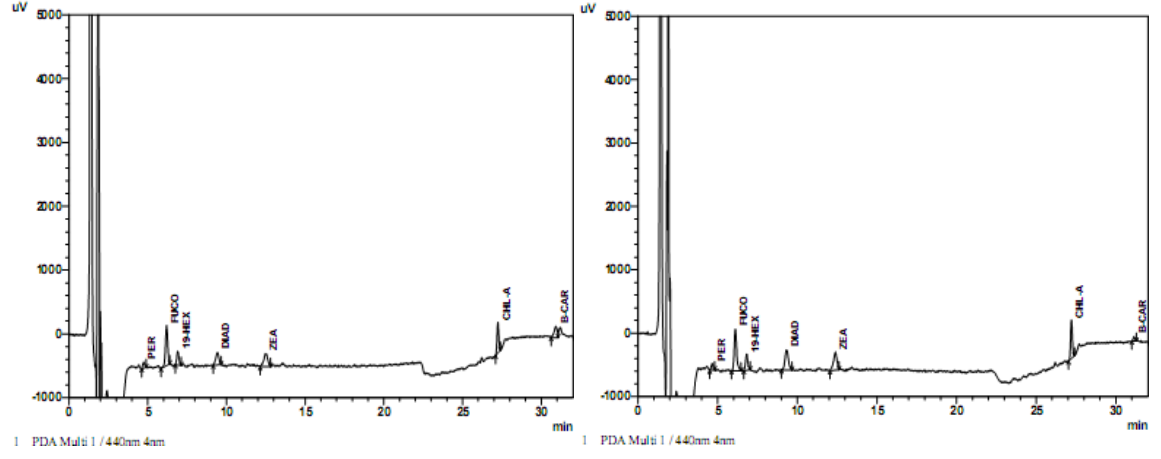 uV
5000
4000
3000
2000
1000
0
-1000
PER
FUCO
19-HEX
DIAD
ZEA
CHL-A
B-CAR
0 5 10 15 20 25 30
min
1 PDA Multi 1 / 440nm 4nm
uV
5000
4000
3000
2000
1000
0
-1000
PER
FUCO
19-HEX
DIAD
ZEA
CHL-A
B-CAR
0 5 10 15 20 25 30
min
1 PDA Multi 1 / 440nm 4nm